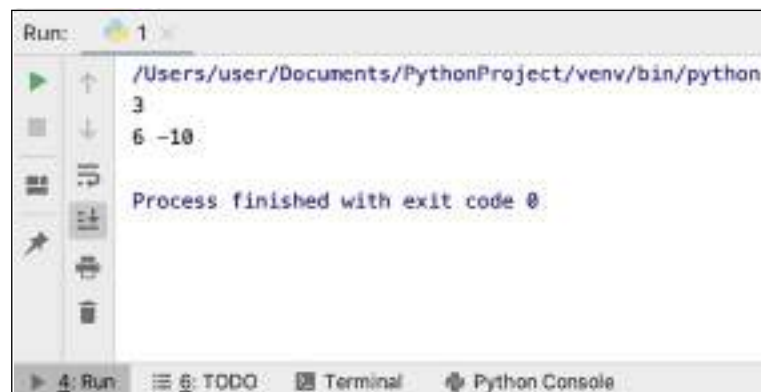 Run: 1
/Users/user/Documents/PythonProject/venv/bin/python
3
6 -10
Process finished with exit code 0
4: Run 6: TODO Terminal Python Console